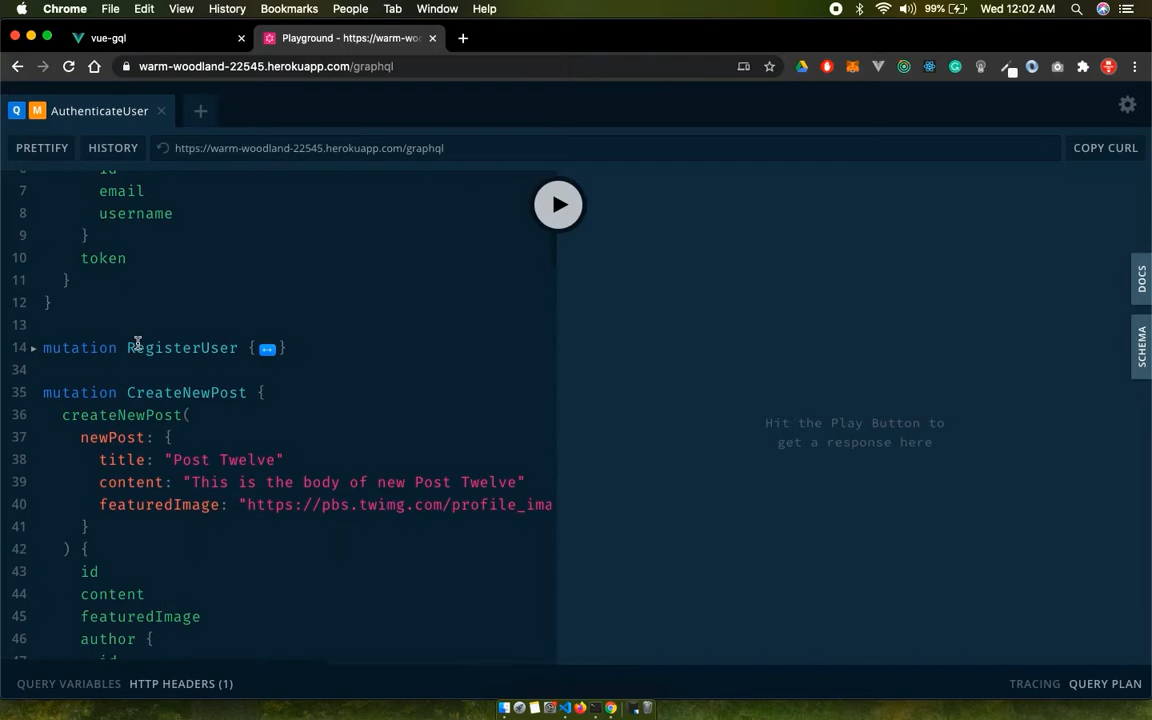 Chrome File Edit View History Bookmarks People Tab Window Help 99% Wed 12:02 AM
vue-gql Playground - https://warm-woo
warm-woodland-22545.herokuapp.com/graphql
Q M AuthenticateUser
PRETTIFY HISTORY https://warm-woodland-22545.herokuapp.com/graphql COPY CURL
7 email
8 username
9 }
10 token
11 }
12 }
13
14 mutation RegisterUser { }
34
35 mutation CreateNewPost {
36 createNewPost(
37 newPost: {
38 title: "Post Twelve"
39 content: "This is the body of new Post Twelve"
40 featuredImage: "https://pbs.twimg.com/profile_ima
41 }
42 ) {
43 id
44 content
45 featuredImage
46 author {
Hit the Play Button to
get a response here
DOCS
SCHEMA
QUERY VARIABLES HTTP HEADERS (1) TRACING QUERY PLAN